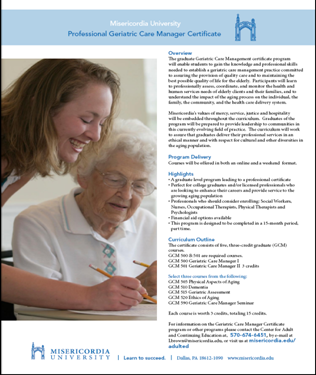 Misericordia University
Professional Geriatric Care Manager Certificate
Overview
The graduate Geriatric Care Management certificate program
will enable students to gain the knowledge and professional skills
needed to establish a geriatric care management practice committed
to securing the provision of quality care and to maintaining the
best possible quality of life for the elderly. Participants will learn
to professionally assess, coordinate, and monitor the health and
human services needs of elderly clients and their families, and to
understand the impact of the aging process on the individual, the
family, the community, and the health care delivery system.
Misericordia's values of mercy, service, justice and hospitality
will be embedded throughout the curriculum. Graduates of the
program will be prepared to provide leadership to communities in
this currently evolving field of practice. The curriculum will work
to assure that graduates deliver their professional services in an
ethical manner and with respect for cultural and other diversities in
the aging population.
Program Delivery
Courses will be offered in both an online and a weekend format.
Highlights
• A graduate level program leading to a professional certificate
• Perfect for college graduates and/or licensed professionals who
are looking to enhance their careers and provide service to the
growing aging population
• Professionals who should consider enrolling: Social Workers,
Nurses, Occupational Therapists, Physical Therapists and
Psychologists
• Financial aid options available
• This program is designed to be completed in a 15-month period,
part time.
Curriculum Outline
The certificate consists of five, three-credit graduate (GCM)
courses.
GCM 500 & 501 are required courses.
GCM 500 Geriatric Care Manager I
GCM 501 Geriatric Care Manager II 3 credits
Select three courses from the following:
GCM 505 Physical Aspects of Aging
GCM 510 Dementia
GCM 515 Geriatric Assessment
GCM 520 Ethics of Aging
GCM 590 Geriatric Care Manager Seminar
Each course is worth 3 credits, totaling 15 credits.
For information on the Geriatric Care Manager Certificate
program or other programs please contact the Center for Adult
and Continuing Education at, 570-674-6451, by e-mail at
or visit us at misericordia.edu/
adulted
MISERICORDIA
UNIVERSITY
Learn to succeed. | Dallas, PA 18612-1090 www.misericordia.edu